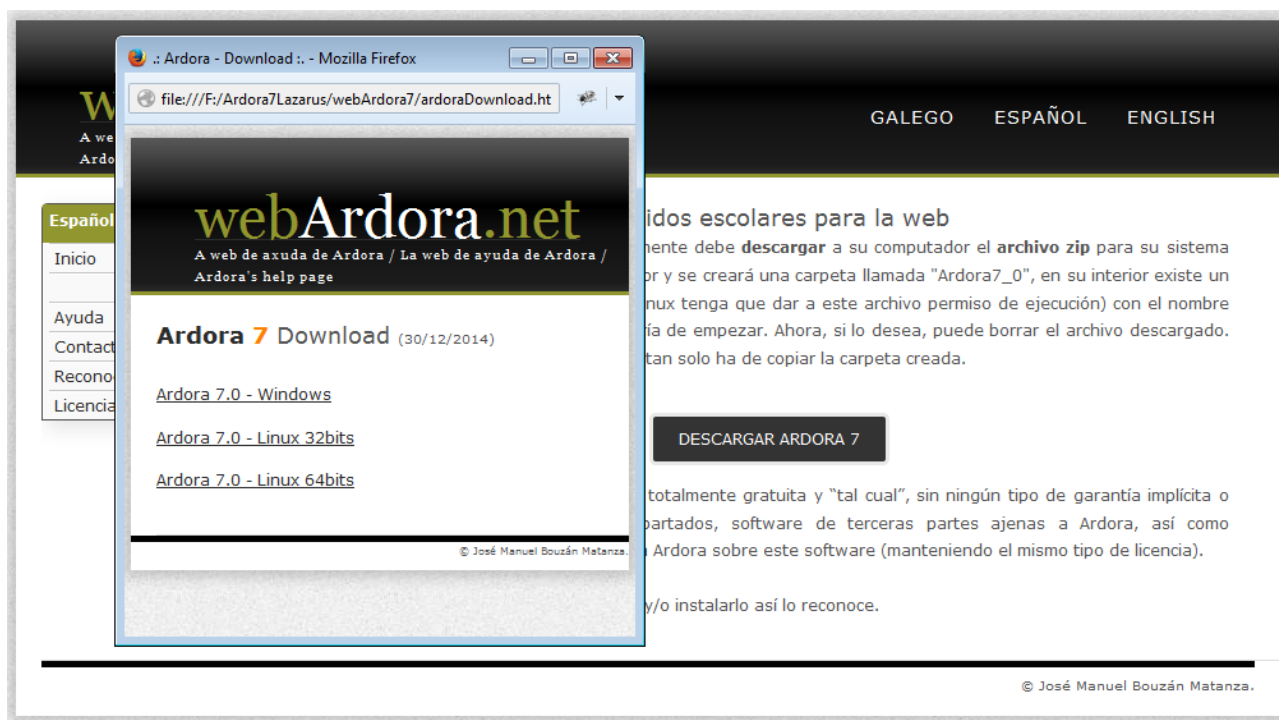 .: Ardora - Download :. - Mozilla Firefox
file:///F:/Ardora7Lazarus/webArdora7/ardoraDownload.ht
webArdora.net
A web de axuda de Ardora / La web de ayuda de Ardora /
Ardora's help page
Ardora 7 Download (30/12/2014)
Ardora 7.0 - Windows
Ardora 7.0 - Linux 32bits
Ardora 7.0 - Linux 64bits
© José Manuel Bouzán Matanza.
A we
Ardo
GALEGO ESPAÑOL ENGLISH
Español
Inicio
Ayuda
Contact
Recono
Licencia
idos escolares para la web
mente debe descargar a su computador el archivo zip para su sistema
or y se creará una carpeta llamada "Ardora7_0", en su interior existe un
inux tenga que dar a este archivo permiso de ejecución) con el nombre
ía de empezar. Ahora, si lo desea, puede borrar el archivo descargado.
tan solo ha de copiar la carpeta creada.
DESCARGAR ARDORA 7
totalmente gratuita y “tal cual”, sin ningún tipo de garantía implícita o
partados, software de terceras partes ajenas a Ardora, así como
Ardora sobre este software (manteniendo el mismo tipo de licencia).
y/o instalarlo así lo reconoce.
© José Manuel Bouzán Matanza.